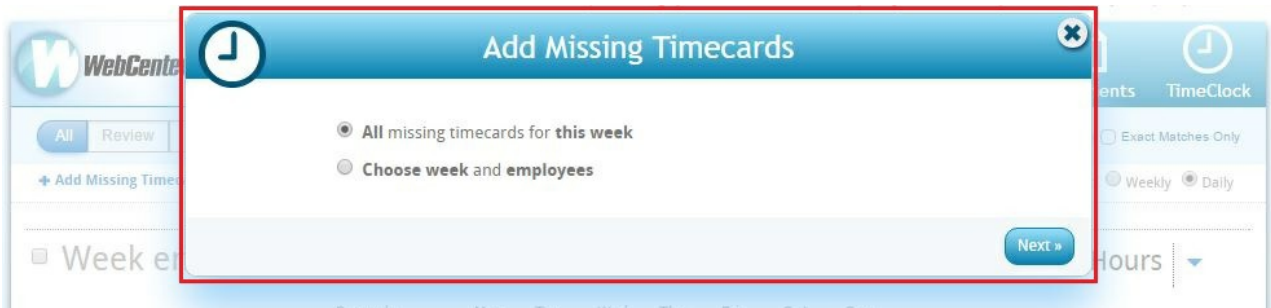 Add Missing Timecards
WebCente
ents TimeClock
All Review
All missing timecards for this week
Exact Matches Only
Choose week and employees
+ Add Missing Timec
Weekly Daily
Next »
Week er
Hours